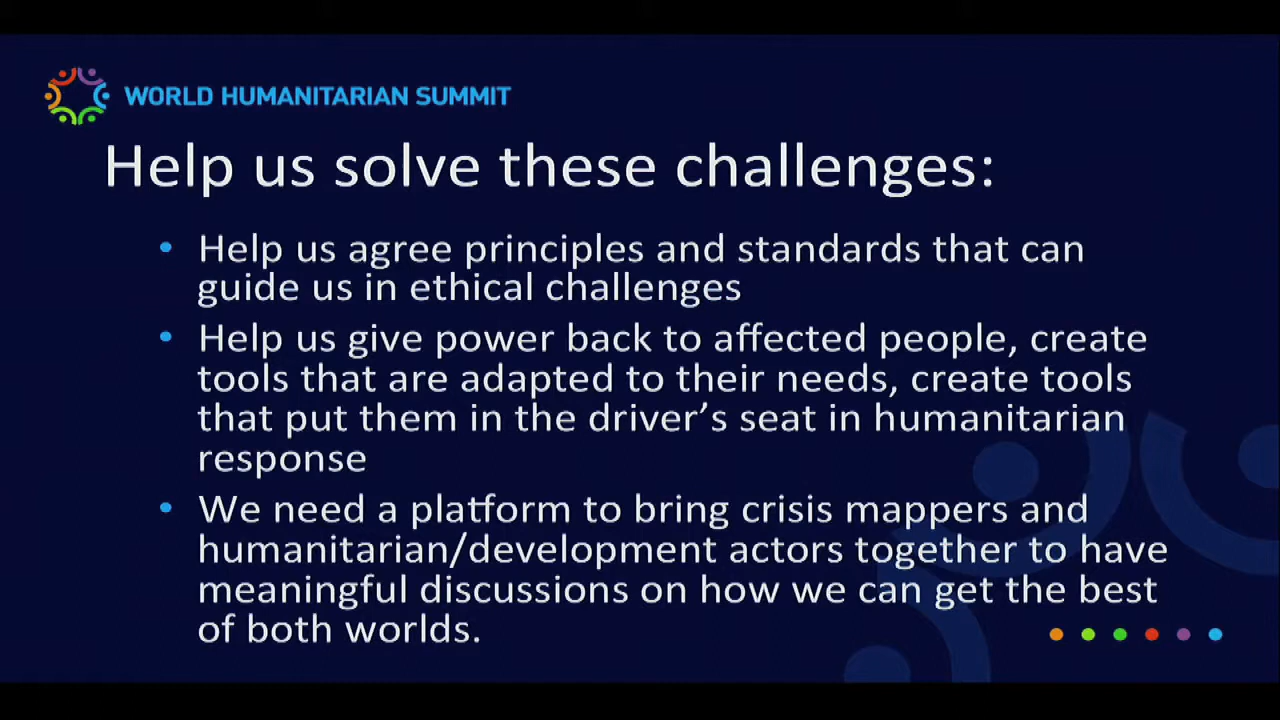 WORLD HUMANITARIAN SUMMIT
Help us solve these challenges:
• Help us agree principles and standards that can
guide us in ethical challenges
• Help us give power back to affected people, create
tools that are adapted to their needs, create tools
that put them in the driver’s seat in humanitarian
response
• We need a platform to bring crisis mappers and
humanitarian/development actors together to have
meaningful discussions on how we can get the best
of both worlds.